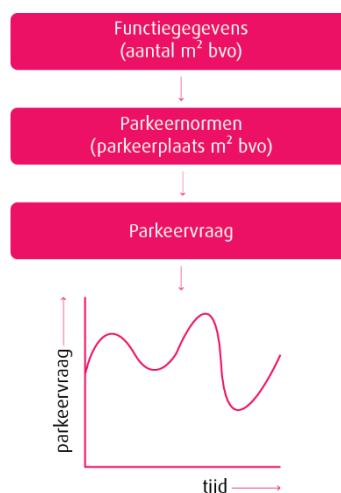 Functiegegevens
(aantal m² bvo)
Parkeernormen
(parkeerplaats m² bvo)
Parkeervraag
parkeervraag
tijd